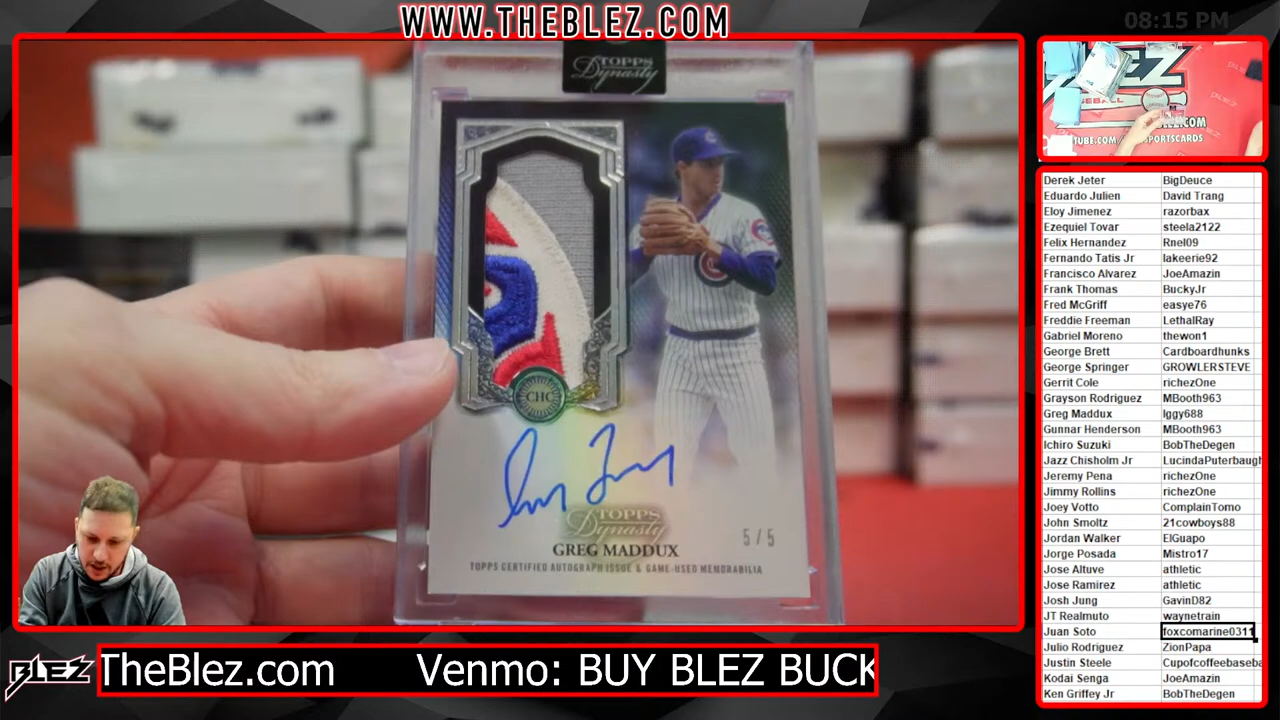 WWW.THEBLEZ.COM
08:15 PM
TOPPS
Dynasty
CHC
TOPPS
Dynasty
GREG MADDUX
5/5
TOPPS CERTIFIED AUTOGRAPH ISSUE & GAME-USED MEMORABILIA
BLEZ
BASEBALL
Derek Jeter BigDeuce
Eduardo Julien David Trang
Eloy Jimenez razorbax
Ezequiel Tovar steela2122
Felix Hernandez Rnel09
Fernando Tatis Jr lakeerie92
Francisco Alvarez JoeAmazin
Frank Thomas BuckyJr
Fred McGriff easye76
Freddie Freeman LethalRay
Gabriel Moreno thewon1
George Brett Cardboardhunks
George Springer GROWLERSTEVE
Gerrit Cole richezOne
Grayson Rodriguez MBooth963
Greg Maddux Iggy688
Gunnar Henderson MBooth963
Ichiro Suzuki BobTheDegen
Jazz Chisholm Jr LucindaPuterbaugh
Jeremy Pena richezOne
Jimmy Rollins richezOne
Joey Votto ComplainTomo
John Smoltz 21cowboys88
Jordan Walker ElGuapo
Jorge Posada Mistro17
Jose Altuve athletic
Jose Ramirez athletic
Josh Jung GavinD82
JT Realmuto waynetrain
Juan Soto foxcomarine0311
Julio Rodriguez ZionPapa
Justin Steele Cupofcoffeebaseba
Kodai Senga JoeAmazin
Ken Griffey Jr BobTheDegen
BLEZ
TheBlez.com Venmo: BUY BLEZ BUCK